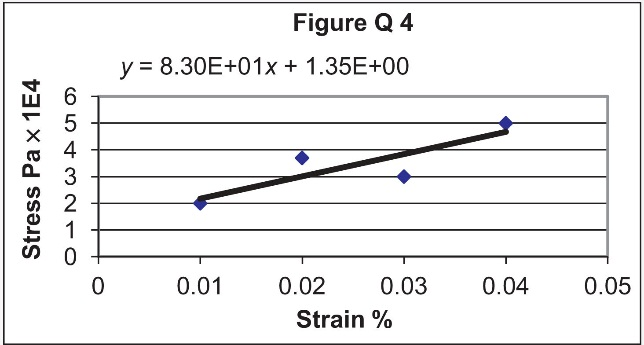 Figure Q 4
y = 8.30E+01x + 1.35E+00
Stress Pa × 1E4
6
5
4
3
2
1
0
0 0.01 0.02 0.03 0.04 0.05
Strain %